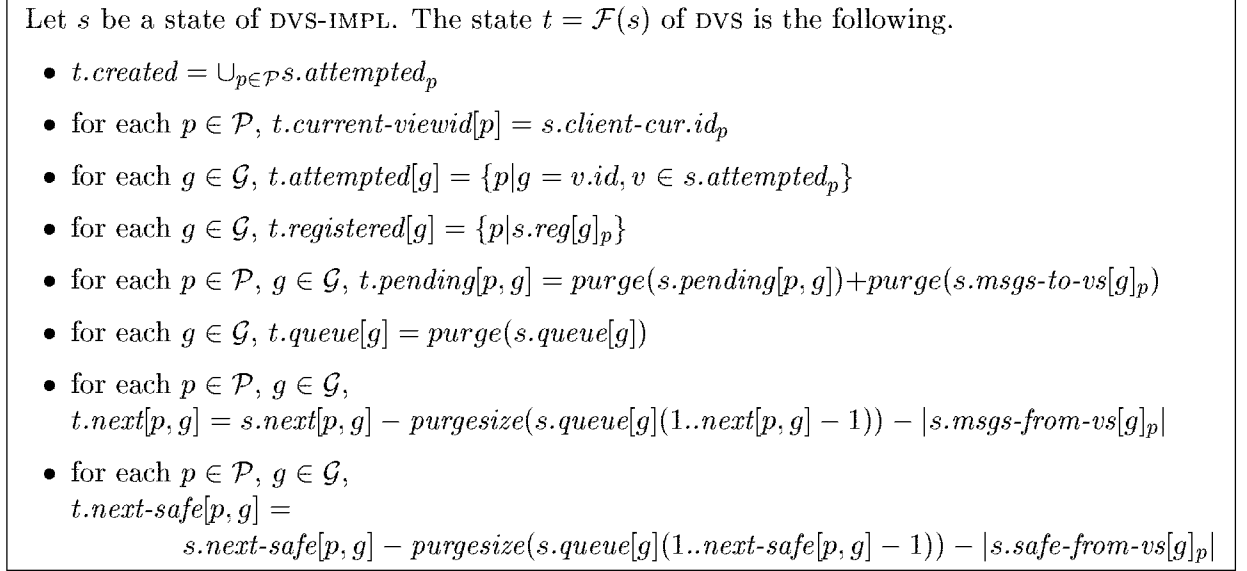 Let s be a state of DVS-IMPL. The state t = 𝓕(s) of DVS is the following.
• t.created = ∪_{p∈𝒫} s.attempted_p
• for each p ∈ 𝒫, t.current-viewid[p] = s.client-cur.id_p
• for each g ∈ 𝒢, t.attempted[g] = {p|g = v.id, v ∈ s.attempted_p}
• for each g ∈ 𝒢, t.registered[g] = {p|s.reg[g]_p}
• for each p ∈ 𝒫, g ∈ 𝒢, t.pending[p, g] = purge(s.pending[p, g])+purge(s.msgs-to-vs[g]_p)
• for each g ∈ 𝒢, t.queue[g] = purge(s.queue[g])
• for each p ∈ 𝒫, g ∈ 𝒢,
t.next[p, g] = s.next[p, g] − purgesize(s.queue[g](1..next[p, g] − 1)) − |s.msgs-from-vs[g]_p|
• for each p ∈ 𝒫, g ∈ 𝒢,
t.next-safe[p, g] =
s.next-safe[p, g] − purgesize(s.queue[g](1..next-safe[p, g] − 1)) − |s.safe-from-vs[g]_p|